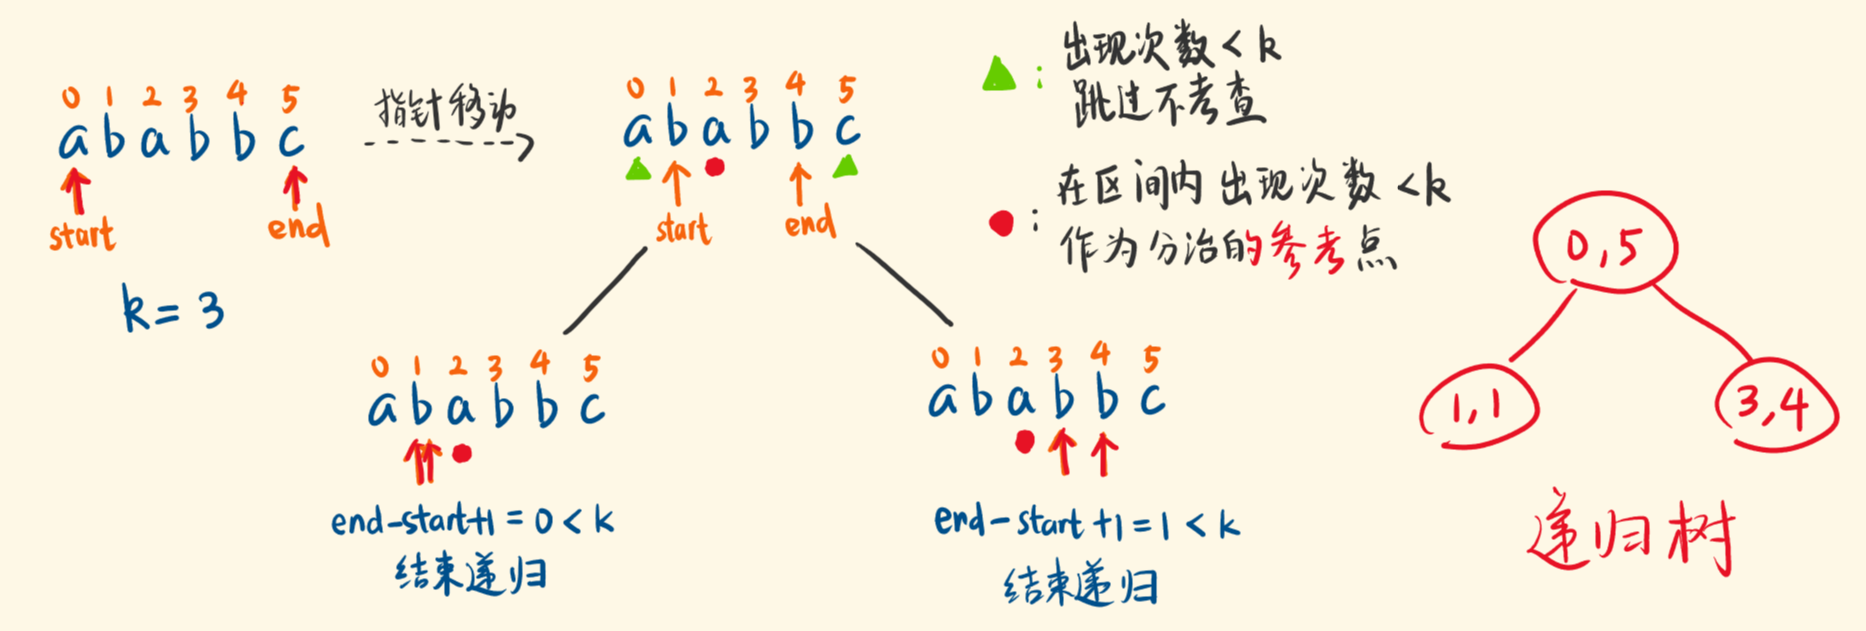 0 1 2 3 4 5
a b a b b c
start end
k = 3
指针移动
0 1 2 3 4 5
a b a b b c
start end
: 出现次数 < k
跳过不考查
: 在区间内 出现次数 < k
作为分治的参考点
0 1 2 3 4 5
a b a b b c
end-start+1 = 0 < k
结束递归
0 1 2 3 4 5
a b a b b c
end-start+1 = 1 < k
结束递归
0,5
1,1
3,4
递归树